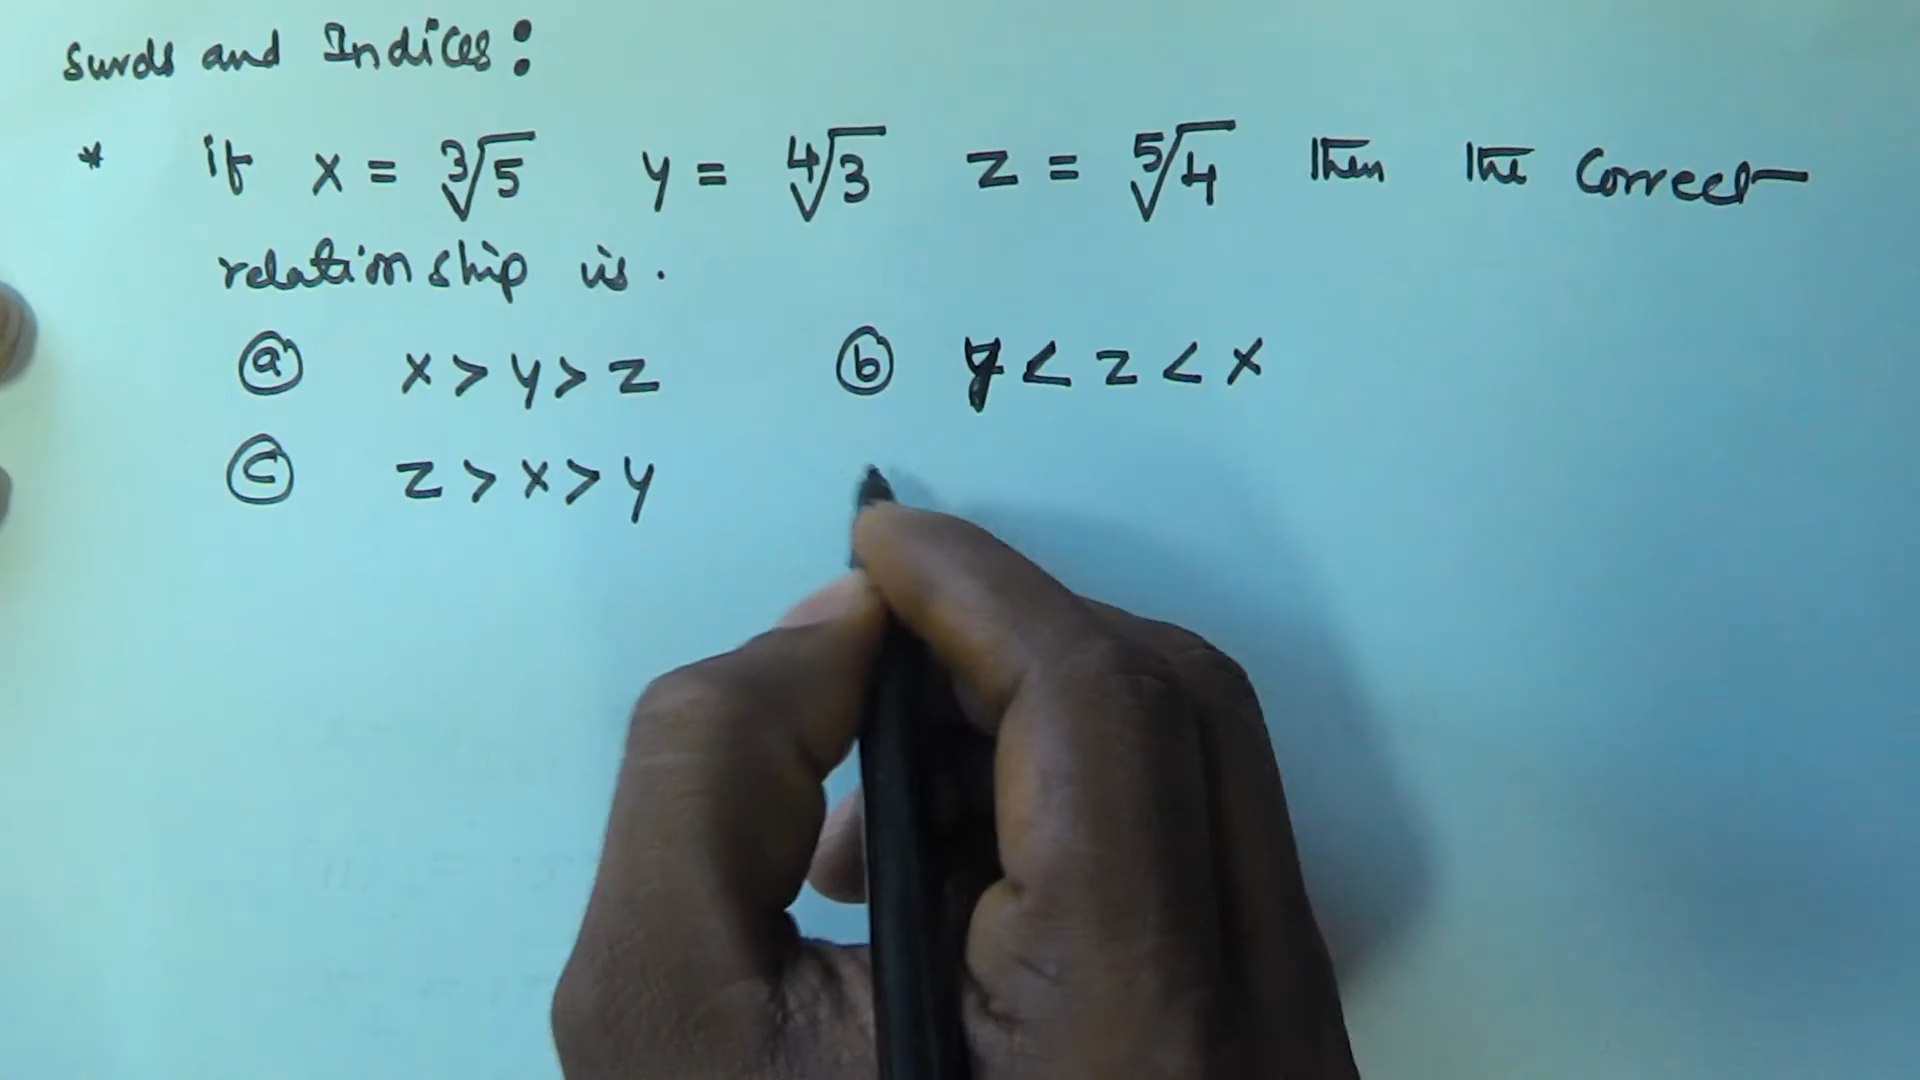 Surds and Indices:
* if x = ∛5 y = ∜3 z = ⁵√4 then the correct
relationship is.
ⓐ x > y > z ⓑ y < z < x
ⓒ z > x > y